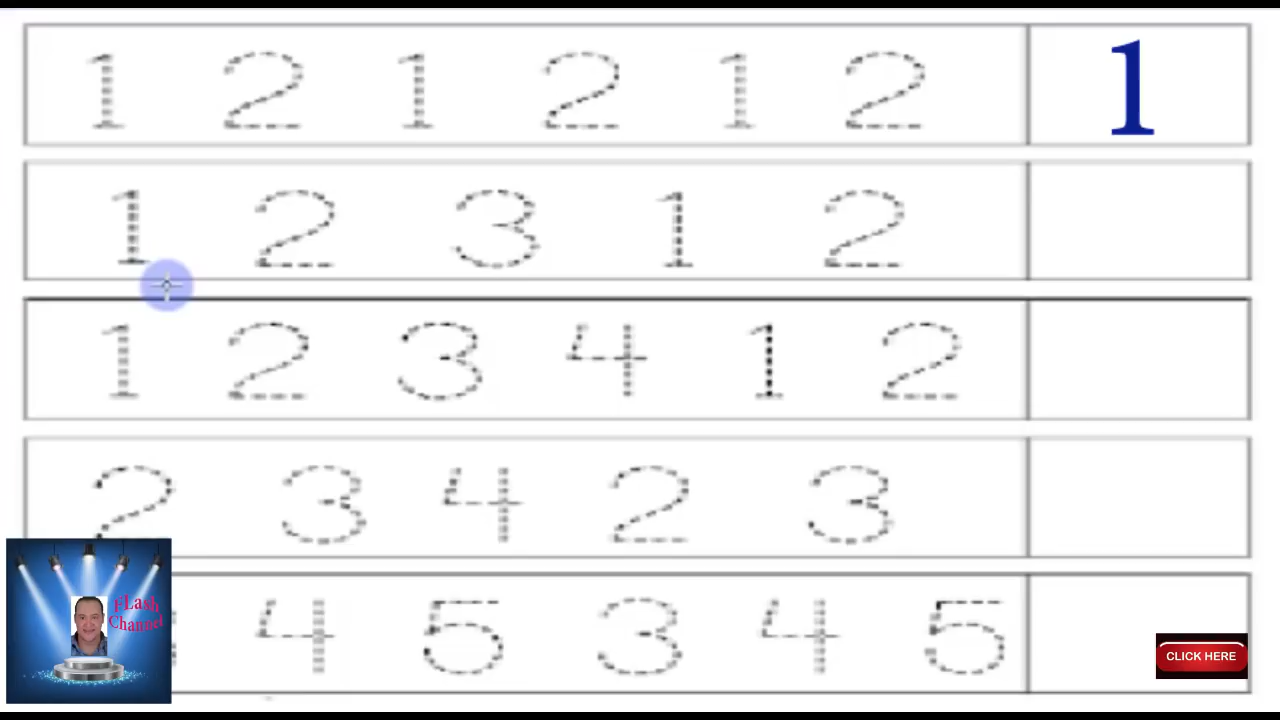 1 2 1 2 1 2 1
1 2 3 1 2
1 2 3 4 1 2
2 3 4 2 3
4 5 3 4 5
FLash
Channel
CLICK HERE